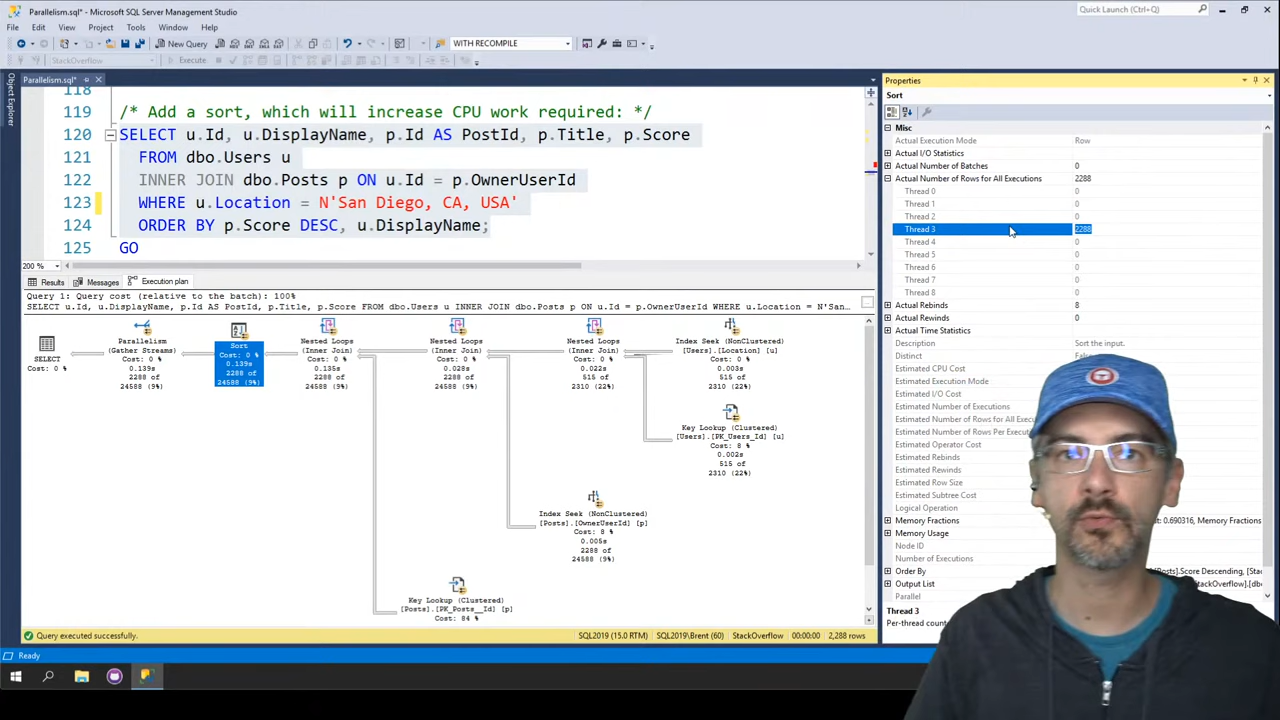 Parallelism.sql* - Microsoft SQL Server Management Studio
Quick Launch (Ctrl+Q)
File Edit View Project Tools Window Help
New Query
WITH RECOMPILE
StackOverflow
Execute
Object Explorer
Parallelism.sql*
118
119 /* Add a sort, which will increase CPU work required: */
120 SELECT u.Id, u.DisplayName, p.Id AS PostId, p.Title, p.Score
121 FROM dbo.Users u
122 INNER JOIN dbo.Posts p ON u.Id = p.OwnerUserId
123 WHERE u.Location = N'San Diego, CA, USA'
124 ORDER BY p.Score DESC, u.DisplayName;
125 GO
200 %
Results Messages Execution plan
Query 1: Query cost (relative to the batch): 100%
SELECT u.Id, u.DisplayName, p.Id AS PostId, p.Title, p.Score FROM dbo.Users u INNER JOIN dbo.Posts p ON u.Id = p.OwnerUserId WHERE u.Location = N'San...
SELECT
Cost: 0 %
Parallelism
(Gather Streams)
Cost: 0 %
0.139s
2288 of
24588 (9%)
Sort
Cost: 0 %
0.139s
2288 of
24588 (9%)
Nested Loops
(Inner Join)
Cost: 0 %
0.135s
2288 of
24588 (9%)
Nested Loops
(Inner Join)
Cost: 0 %
0.028s
2288 of
24588 (9%)
Nested Loops
(Inner Join)
Cost: 0 %
0.022s
515 of
2310 (22%)
Index Seek (NonClustered)
[Users].[Location] [u]
Cost: 0 %
0.003s
515 of
2310 (22%)
Key Lookup (Clustered)
[Users].[PK_Users_Id] [u]
Cost: 8 %
0.002s
515 of
2310 (22%)
Index Seek (NonClustered)
[Posts].[OwnerUserId] [p]
Cost: 8 %
0.005s
2288 of
24588 (9%)
Key Lookup (Clustered)
[Posts].[PK_Posts__Id] [p]
Cost: 84 %
Query executed successfully.
SQL2019 (15.0 RTM) SQL2019\Brent (60) StackOverflow 00:00:00 2,288 rows
Ready
Properties
Sort
Misc
Actual Execution Mode Row
Actual I/O Statistics
Actual Number of Batches 0
Actual Number of Rows for All Executions 2288
Thread 0 0
Thread 1 0
Thread 2 0
Thread 3 2288
Thread 4 0
Thread 5 0
Thread 6 0
Thread 7 0
Thread 8 0
Actual Rebinds 8
Actual Rewinds 0
Actual Time Statistics
Description Sort the input.
Distinct False
Estimated CPU Cost
Estimated Execution Mode
Estimated I/O Cost
Estimated Number of Executions
Estimated Number of Rows for All
Estimated Number of Rows Per
Estimated Operator Cost
Estimated Rebinds
Estimated Rewinds
Estimated Row Size
Estimated Subtree Cost
Logical Operation
Memory Fractions 0.690316, Memory Fractions
Memory Usage
Node ID
Number of Executions
Order By [Posts].Score Descending,
Output List
Parallel
Thread 3
Per-thread